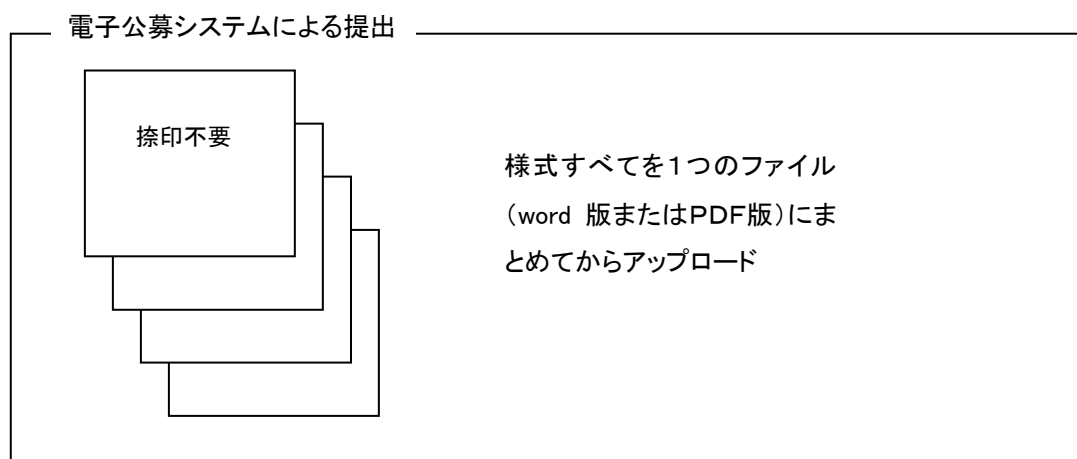 電子公募システムによる提出
捺印不要
様式すべてを1つのファイル
（word 版またはＰＤＦ版）にま
とめてからアップロード